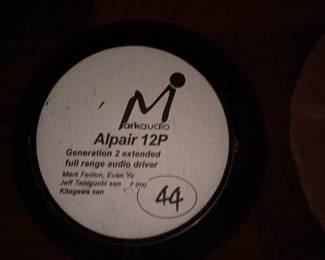 Markaudio
Alpair 12P
Generation 2 extended
full range audio driver
Mark Fenlon, Evan Yu
Jeff Taniguchi san F (Hz)
Kitagawa san
44